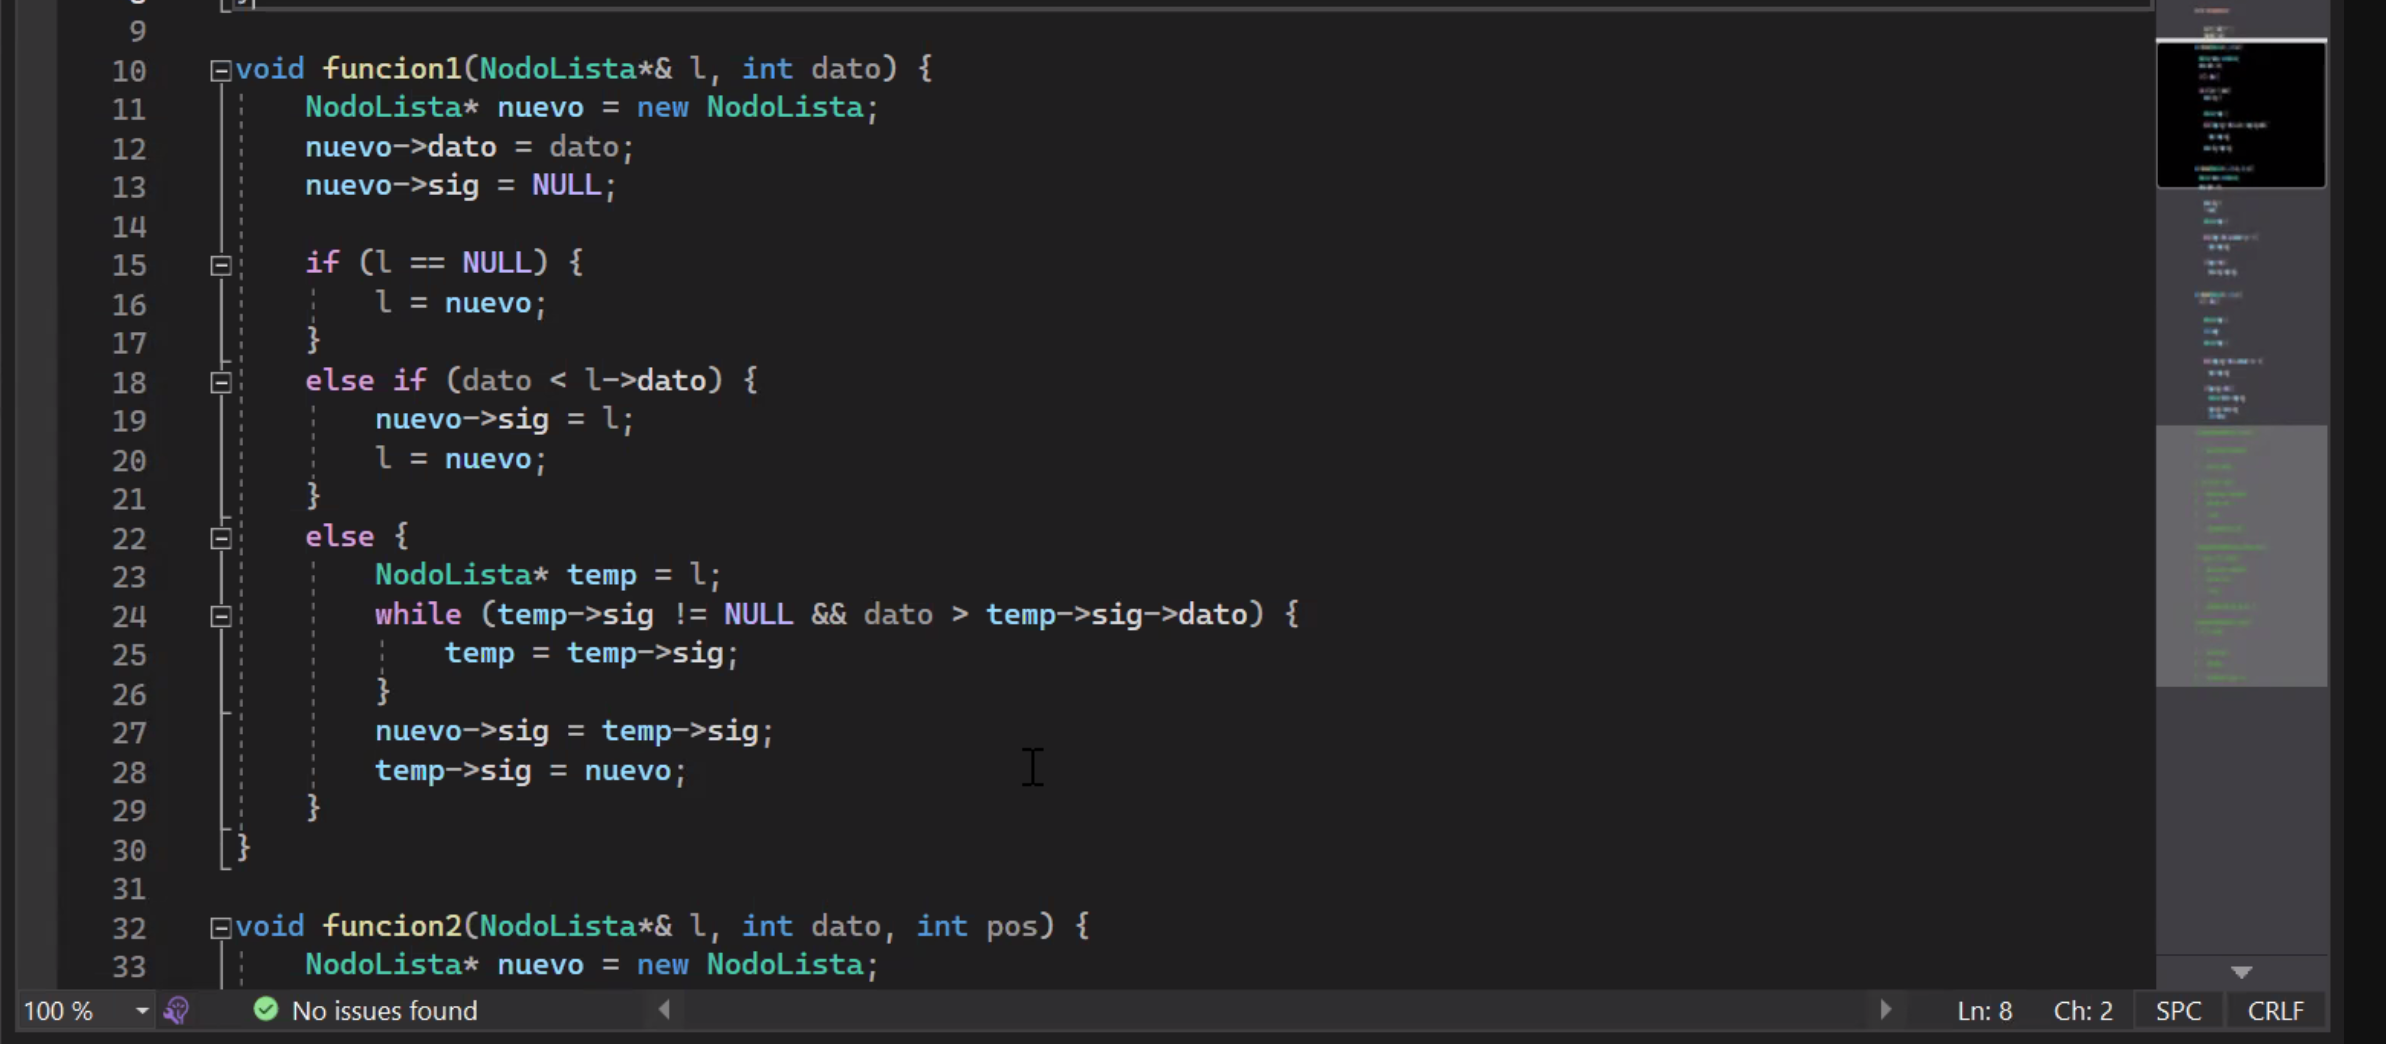 9
10 void funcion1(NodoLista*& l, int dato) {
11 NodoLista* nuevo = new NodoLista;
12 nuevo->dato = dato;
13 nuevo->sig = NULL;
14
15 if (l == NULL) {
16 l = nuevo;
17 }
18 else if (dato < l->dato) {
19 nuevo->sig = l;
20 l = nuevo;
21 }
22 else {
23 NodoLista* temp = l;
24 while (temp->sig != NULL && dato > temp->sig->dato) {
25 temp = temp->sig;
26 }
27 nuevo->sig = temp->sig;
28 temp->sig = nuevo;
29 }
30 }
31
32 void funcion2(NodoLista*& l, int dato, int pos) {
33 NodoLista* nuevo = new NodoLista;
100 % No issues found Ln: 8 Ch: 2 SPC CRLF